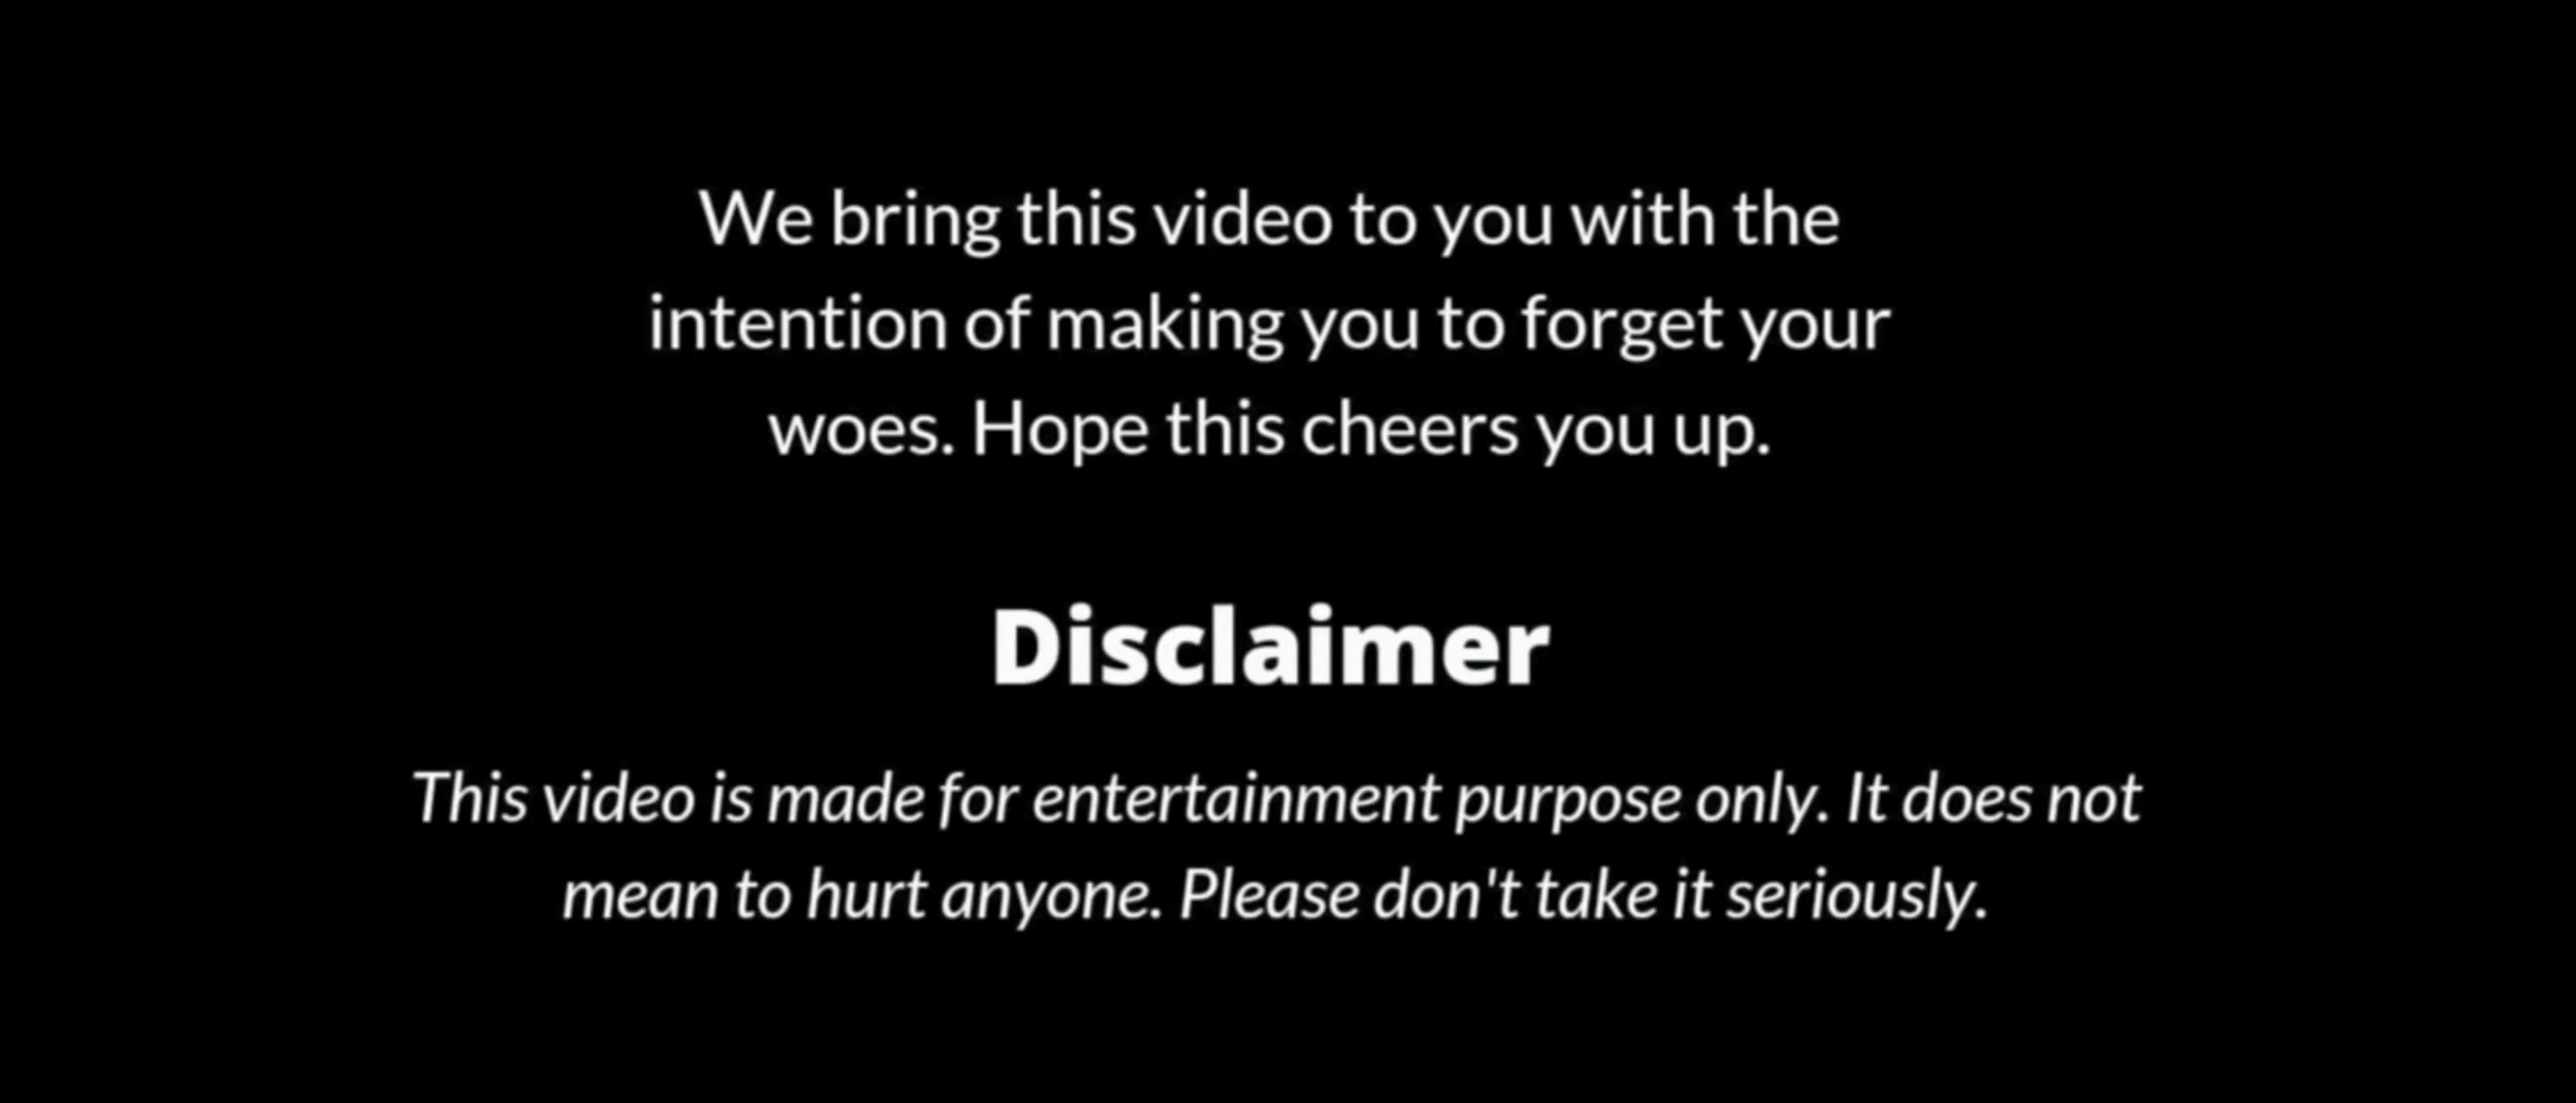 We bring this video to you with the
intention of making you to forget your
woes. Hope this cheers you up.
Disclaimer
This video is made for entertainment purpose only. It does not
mean to hurt anyone. Please don't take it seriously.